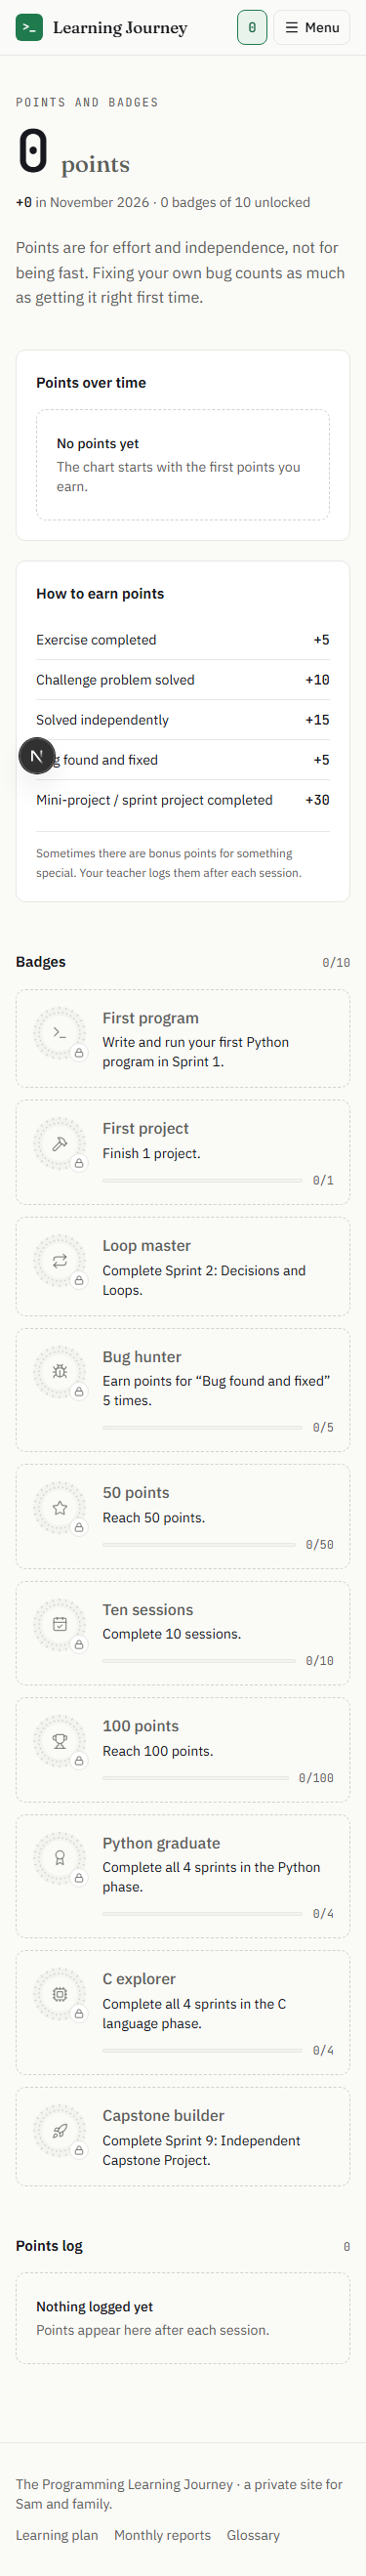 >_ Learning Journey 0 ☰ Menu
POINTS AND BADGES
0 points
+0 in November 2026 · 0 badges of 10 unlocked
Points are for effort and independence, not for
being fast. Fixing your own bug counts as much
as getting it right first time.
Points over time
No points yet
The chart starts with the first points you
earn.
How to earn points
Exercise completed +5
Challenge problem solved +10
Solved independently +15
N
g found and fixed +5
Mini-project / sprint project completed +30
Sometimes there are bonus points for something
special. Your teacher logs them after each session.
Badges 0/10
First program
Write and run your first Python
program in Sprint 1.
First project
Finish 1 project.
0/1
Loop master
Complete Sprint 2: Decisions and
Loops.
Bug hunter
Earn points for “Bug found and fixed”
5 times.
0/5
50 points
Reach 50 points.
0/50
Ten sessions
Complete 10 sessions.
0/10
100 points
Reach 100 points.
0/100
Python graduate
Complete all 4 sprints in the Python
phase.
0/4
C explorer
Complete all 4 sprints in the C
language phase.
0/4
Capstone builder
Complete Sprint 9: Independent
Capstone Project.
Points log 0
Nothing logged yet
Points appear here after each session.
The Programming Learning Journey · a private site for
Sam and family.
Learning plan Monthly reports Glossary